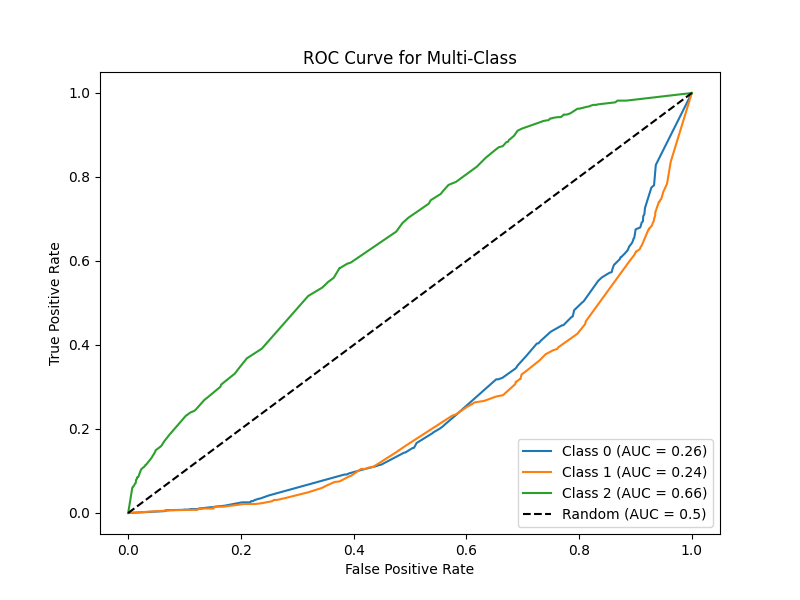 ROC Curve for Multi-Class
True Positive Rate
1.0
0.8
0.6
0.4
0.2
0.0
0.0 0.2 0.4 0.6 0.8 1.0
False Positive Rate
Class 0 (AUC = 0.26)
Class 1 (AUC = 0.24)
Class 2 (AUC = 0.66)
Random (AUC = 0.5)